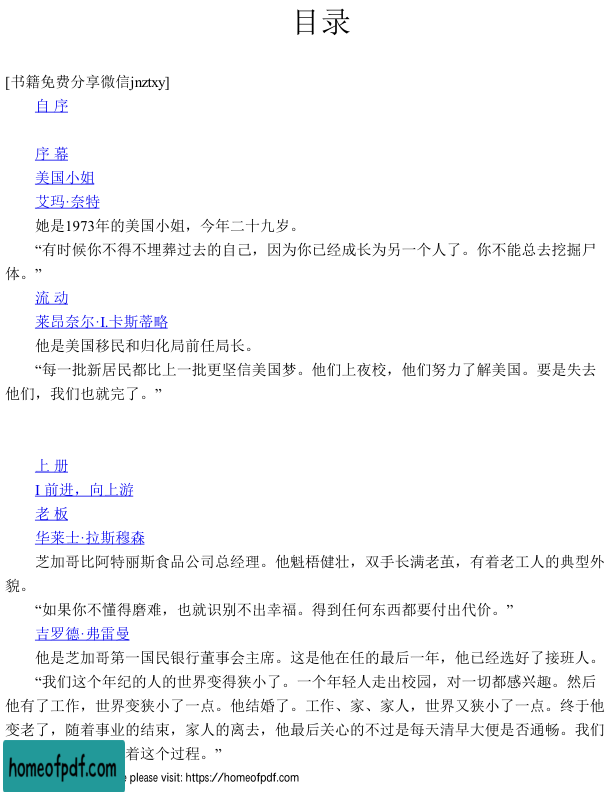 目录
[书籍免费分享微信jnztxy]
自 序
序 幕
美国小姐
艾玛·奈特
她是1973年的美国小姐，今年二十九岁。
“有时候你不得不埋葬过去的自己，因为你已经成长为另一个人了。你不能总去挖掘尸
体。”
流 动
莱昂奈尔·I.卡斯蒂略
他是美国移民和归化局前任局长。
“每一批新居民都比上一批更坚信美国梦。他们上夜校，他们努力了解美国。要是失去
他们，我们也就完了。”
上 册
I 前进，向上游
老 板
华莱士·拉斯穆森
芝加哥比阿特丽斯食品公司总经理。他魁梧健壮，双手长满老茧，有着老工人的典型外
貌。
“如果你不懂得磨难，也就识别不出幸福。得到任何东西都要付出代价。”
吉罗德·弗雷曼
他是芝加哥第一国民银行董事会主席。这是他在任的最后一年，他已经选好了接班人。
“我们这个年纪的人的世界变得狭小了。一个年轻人走出校园，对一切都感兴趣。然后
他有了工作，世界变狭小了一点。他结婚了。工作、家、家人，世界又狭小了一点。终于他
变老了，随着事业的结束，家人的离去，他最后关心的不过是每天清早大便是否通畅。我们
着这个过程。”
homeofpdf.com
please visit: https://homeofpdf.com